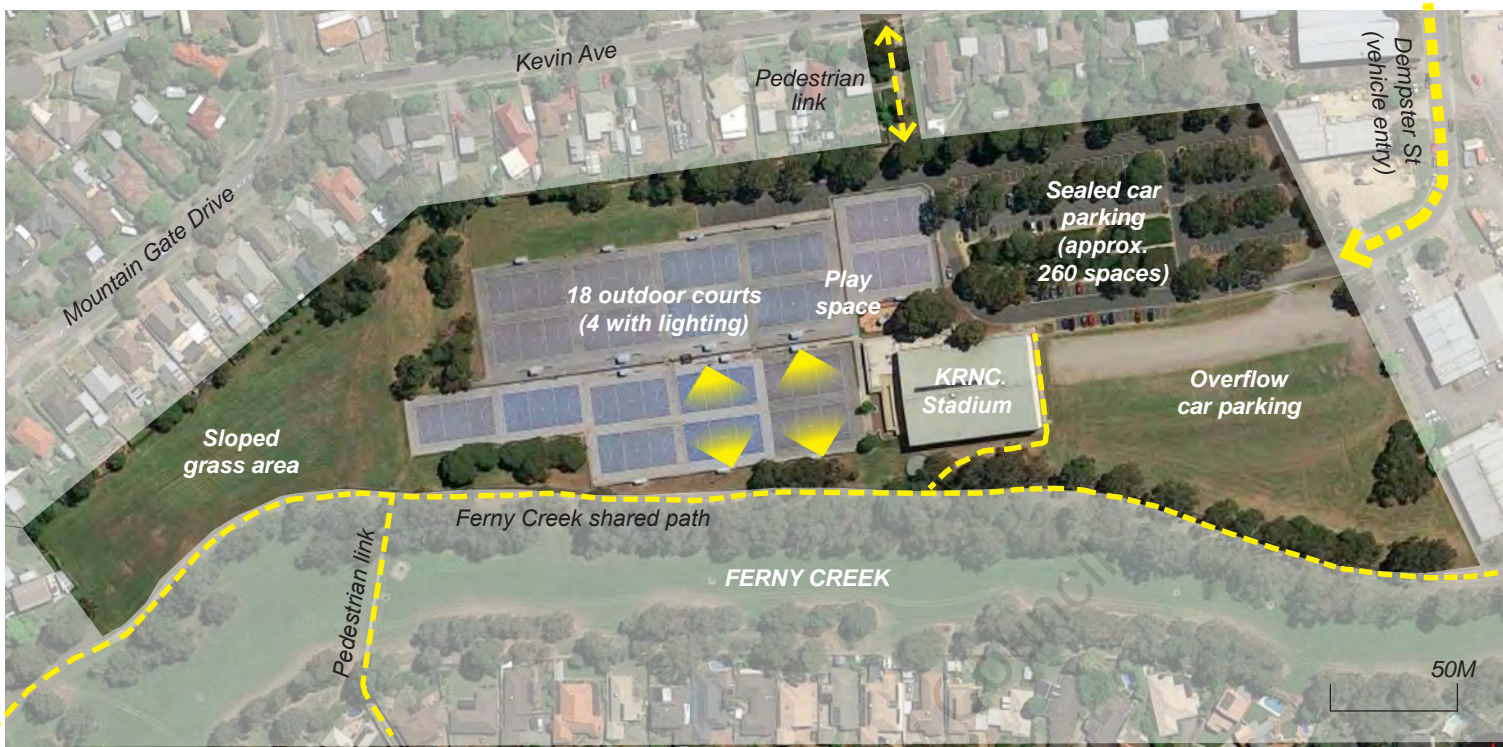 Kevin Ave
Pedestrian
link
Dempster St
(vehicle entry)
Mountain Gate Drive
Sealed car
parking
(approx.
260 spaces)
Play
space
18 outdoor courts
(4 with lighting)
KRNC.
Stadium
Overflow
car parking
Sloped
grass area
Ferny Creek shared path
Pedestrian link
FERNY CREEK
Council
50M